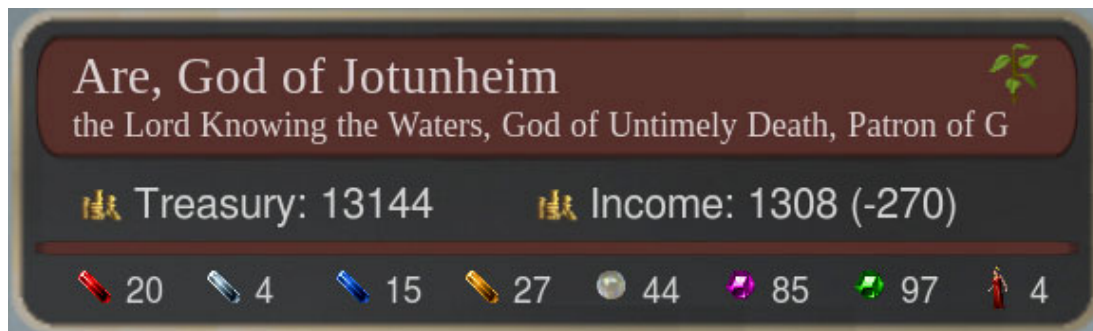 Are, God of Jotunheim
the Lord Knowing the Waters, God of Untimely Death, Patron of G
Treasury: 13144 Income: 1308 (-270)
20 4 15 27 44 85 97 4